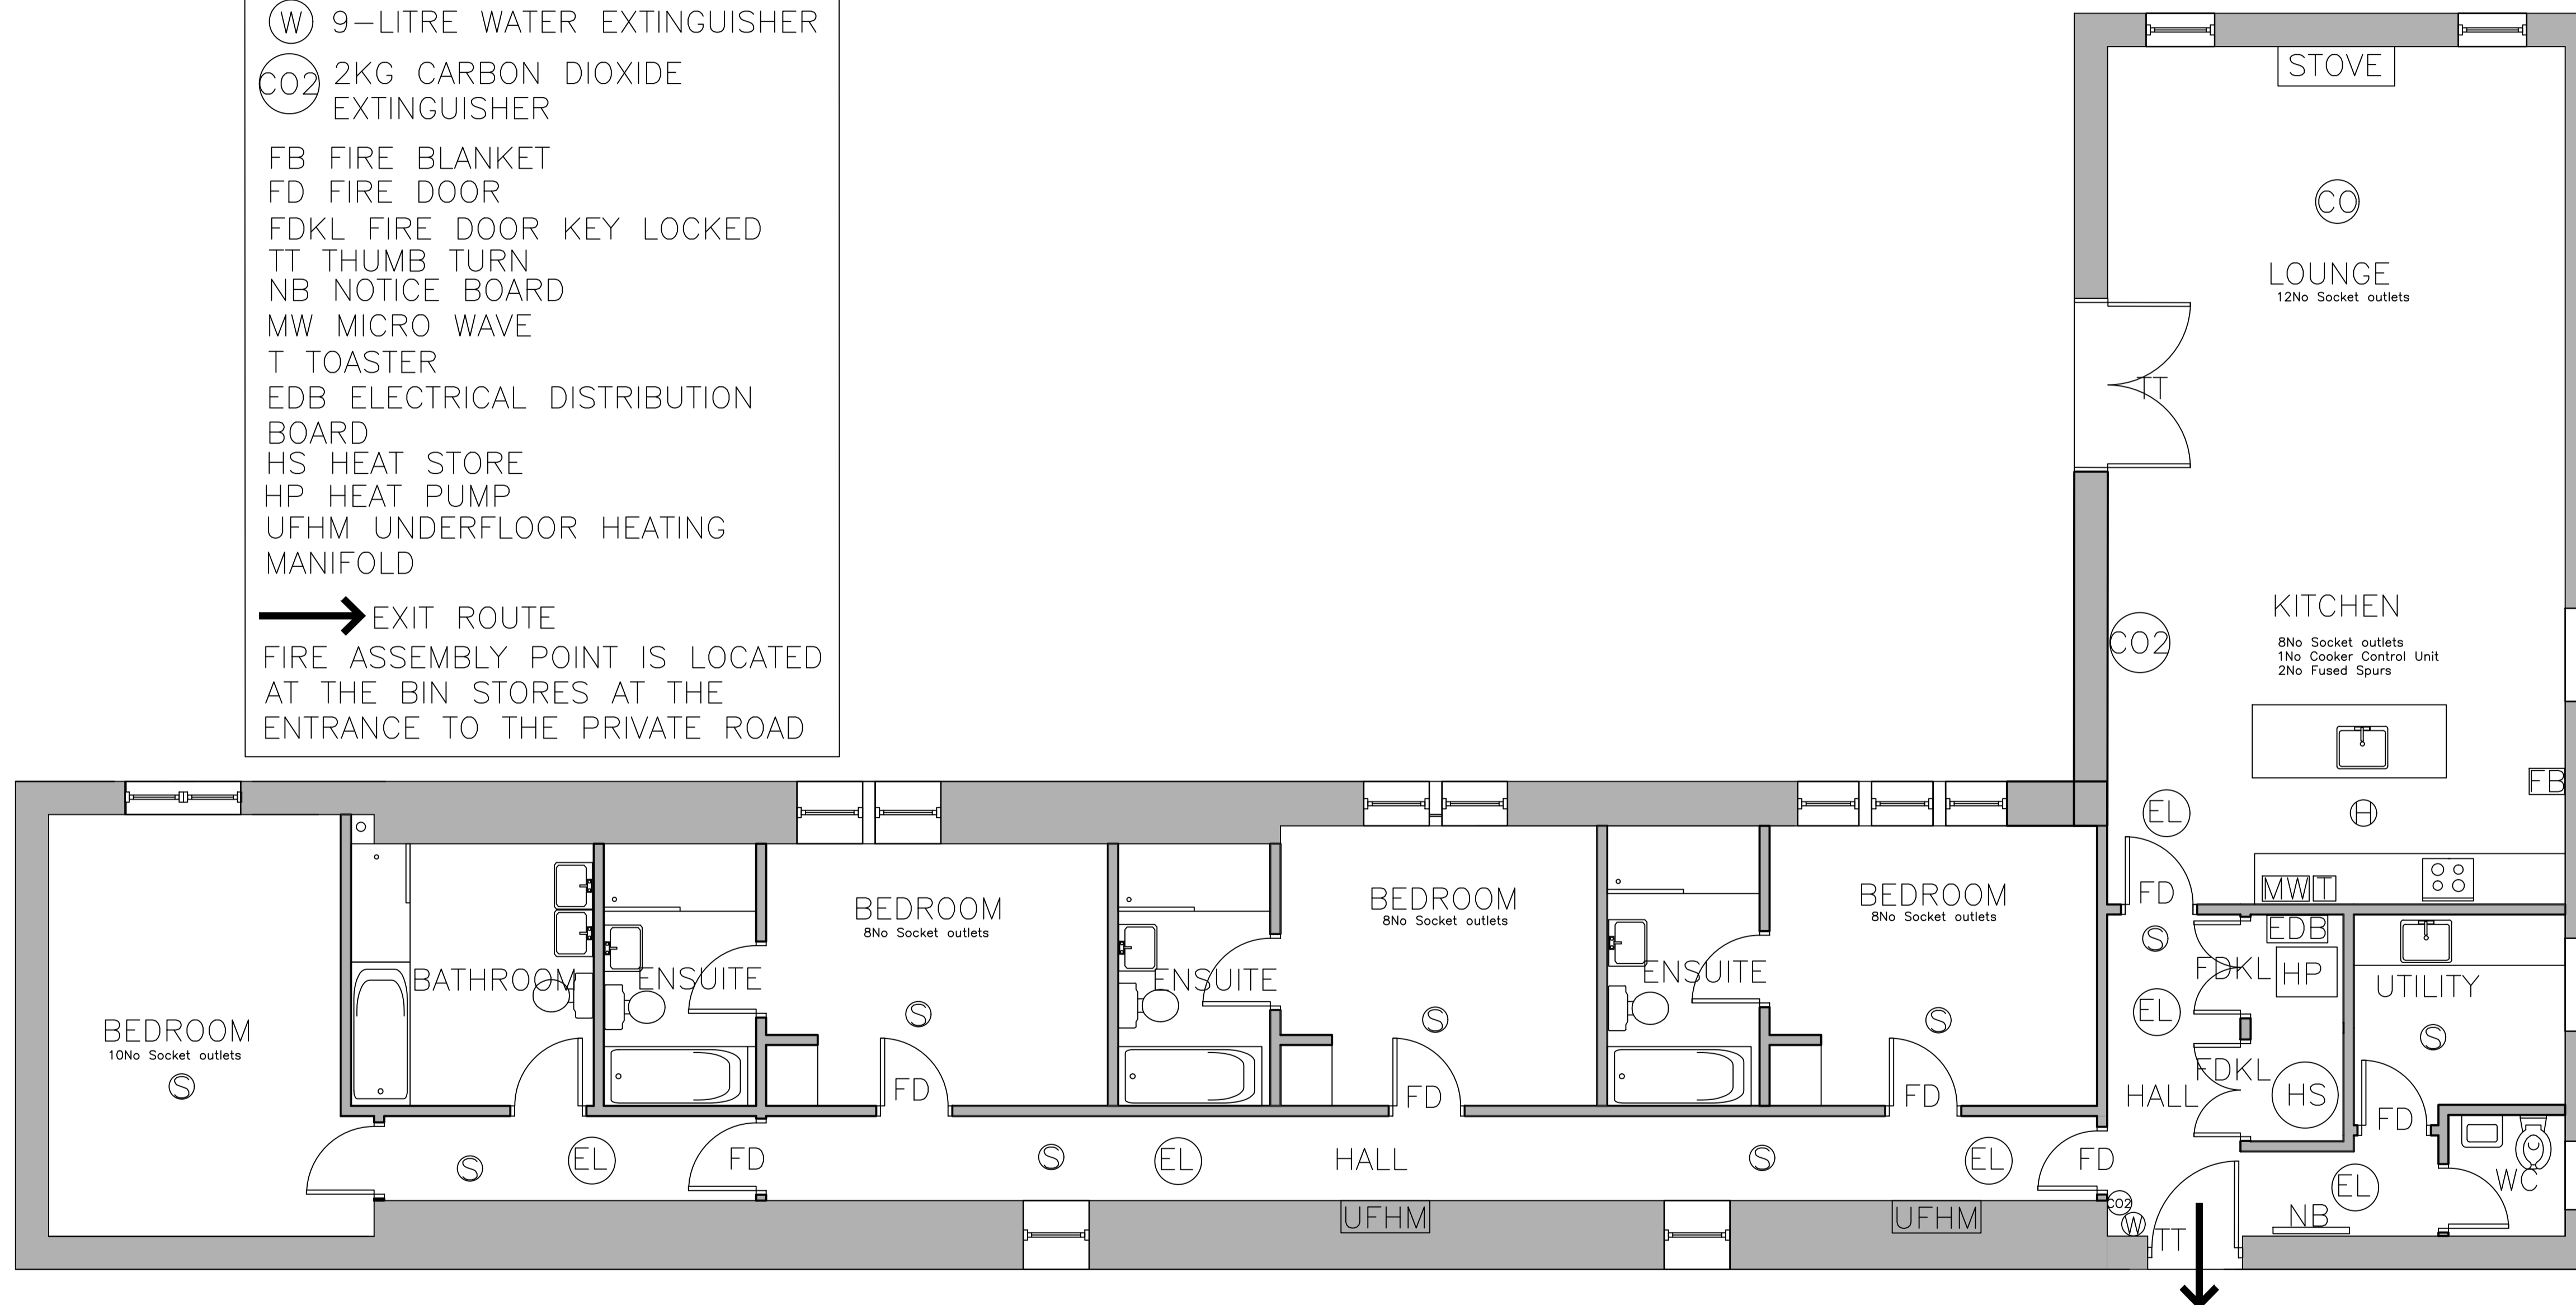 W 9-LITRE WATER EXTINGUISHER
CO2 2KG CARBON DIOXIDE
EXTINGUISHER
FB FIRE BLANKET
FD FIRE DOOR
FDKL FIRE DOOR KEY LOCKED
TT THUMB TURN
NB NOTICE BOARD
MW MICRO WAVE
T TOASTER
EDB ELECTRICAL DISTRIBUTION
BOARD
HS HEAT STORE
HP HEAT PUMP
UFHM UNDERFLOOR HEATING
MANIFOLD
EXIT ROUTE
FIRE ASSEMBLY POINT IS LOCATED
AT THE BIN STORES AT THE
ENTRANCE TO THE PRIVATE ROAD
STOVE
CO
LOUNGE
12No Socket outlets
TT
KITCHEN
8No Socket outlets
1No Cooker Control Unit
2No Fused Spurs
CO2
FB
EL
H
FD
MW T
BEDROOM
10No Socket outlets
S
BATHROOM
ENSUITE
BEDROOM
8No Socket outlets
S
FD
ENSUITE
BEDROOM
8No Socket outlets
S
FD
ENSUITE
BEDROOM
8No Socket outlets
S
FD
S
EDB
FDKL
HP
EL
UTILITY
S
FDKL
HS
HALL
FD
S
EL
FD
S
EL
HALL
S
EL
FD
UFHM
UFHM
CO2
W
TT
NB
EL
WC